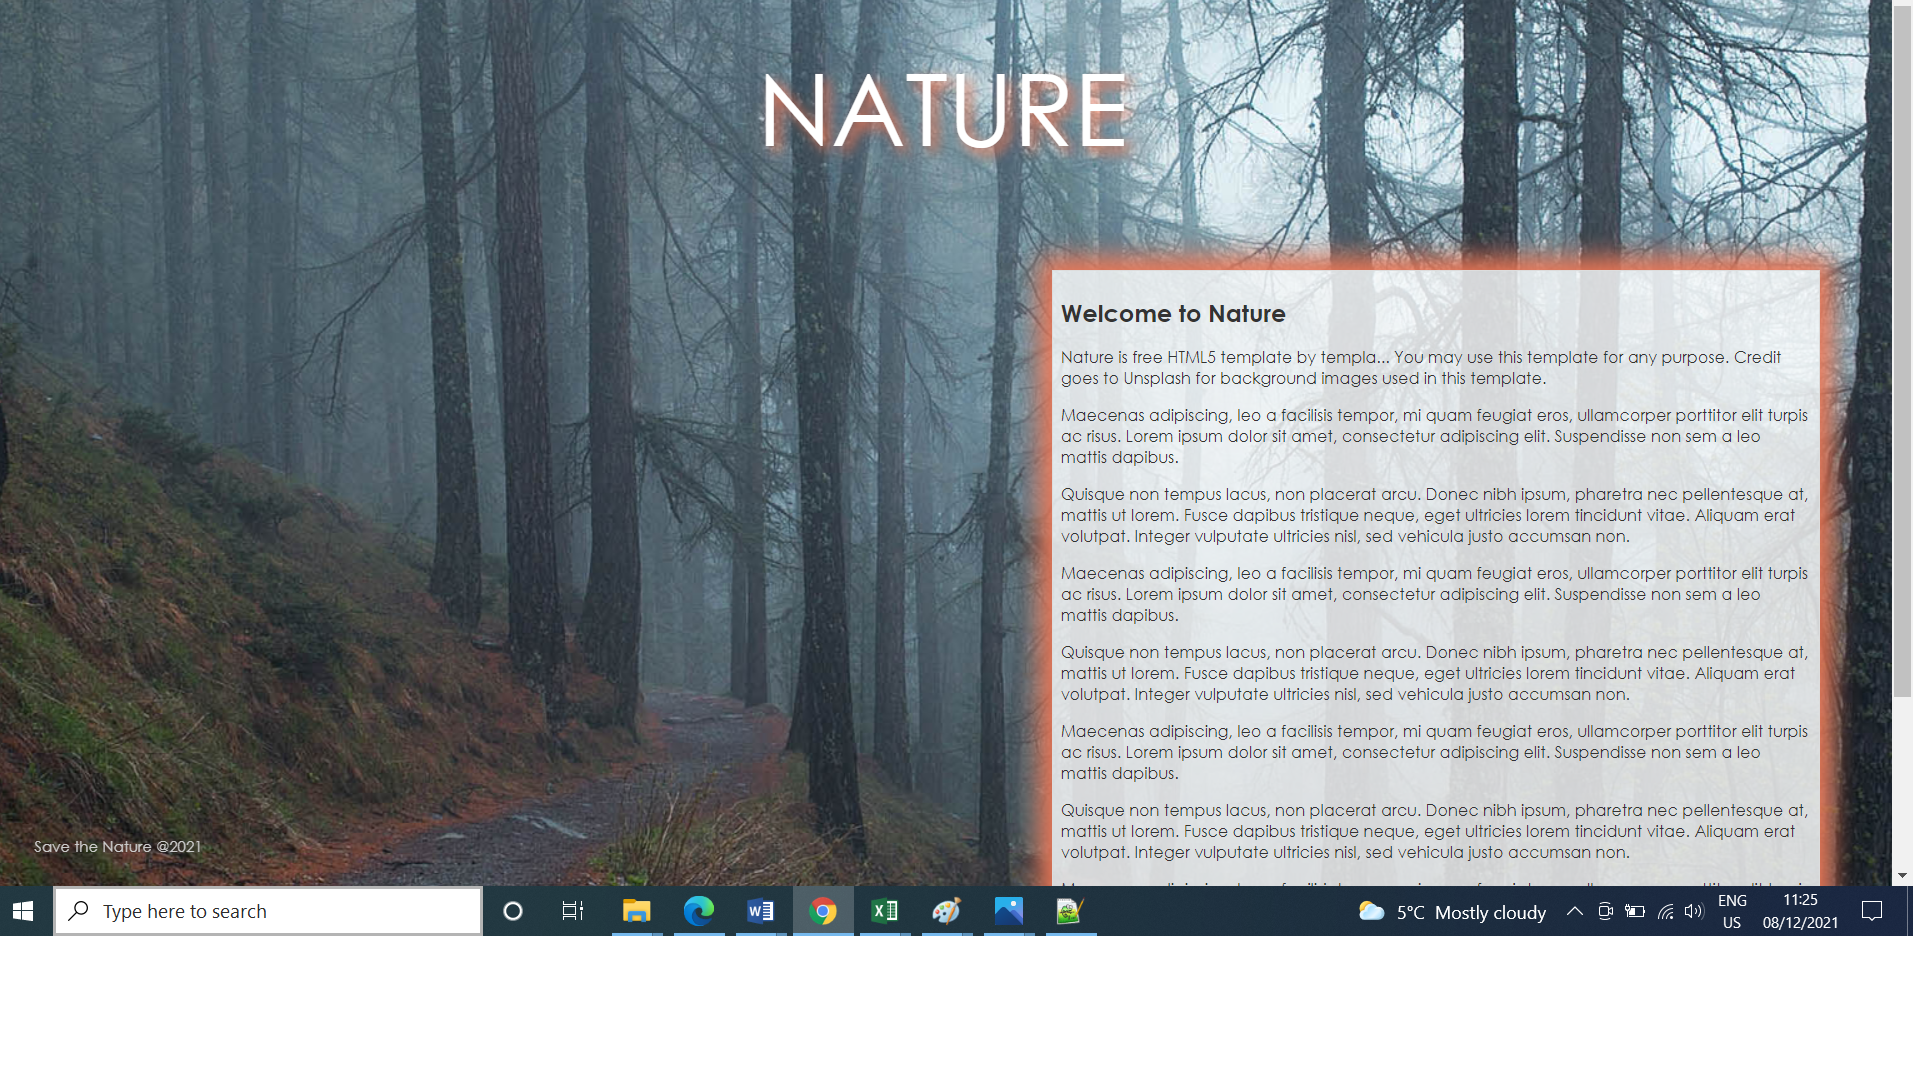 NATURE
Welcome to Nature
Nature is free HTML5 template by templa... You may use this template for any purpose. Credit
goes to Unsplash for background images used in this template.
Maecenas adipiscing, leo a facilisis tempor, mi quam feugiat eros, ullamcorper porttitor elit turpis
ac risus. Lorem ipsum dolor sit amet, consectetur adipiscing elit. Suspendisse non sem a leo
mattis dapibus.
Quisque non tempus lacus, non placerat arcu. Donec nibh ipsum, pharetra nec pellentesque at,
mattis ut lorem. Fusce dapibus tristique neque, eget ultricies lorem tincidunt vitae. Aliquam erat
volutpat. Integer vulputate ultricies nisl, sed vehicula justo accumsan non.
Maecenas adipiscing, leo a facilisis tempor, mi quam feugiat eros, ullamcorper porttitor elit turpis
ac risus. Lorem ipsum dolor sit amet, consectetur adipiscing elit. Suspendisse non sem a leo
mattis dapibus.
Quisque non tempus lacus, non placerat arcu. Donec nibh ipsum, pharetra nec pellentesque at,
mattis ut lorem. Fusce dapibus tristique neque, eget ultricies lorem tincidunt vitae. Aliquam erat
volutpat. Integer vulputate ultricies nisl, sed vehicula justo accumsan non.
Maecenas adipiscing, leo a facilisis tempor, mi quam feugiat eros, ullamcorper porttitor elit turpis
ac risus. Lorem ipsum dolor sit amet, consectetur adipiscing elit. Suspendisse non sem a leo
mattis dapibus.
Quisque non tempus lacus, non placerat arcu. Donec nibh ipsum, pharetra nec pellentesque at,
mattis ut lorem. Fusce dapibus tristique neque, eget ultricies lorem tincidunt vitae. Aliquam erat
volutpat. Integer vulputate ultricies nisl, sed vehicula justo accumsan non.
Save the Nature @2021
Type here to search
5°C Mostly cloudy
ENG
US
11:25
08/12/2021